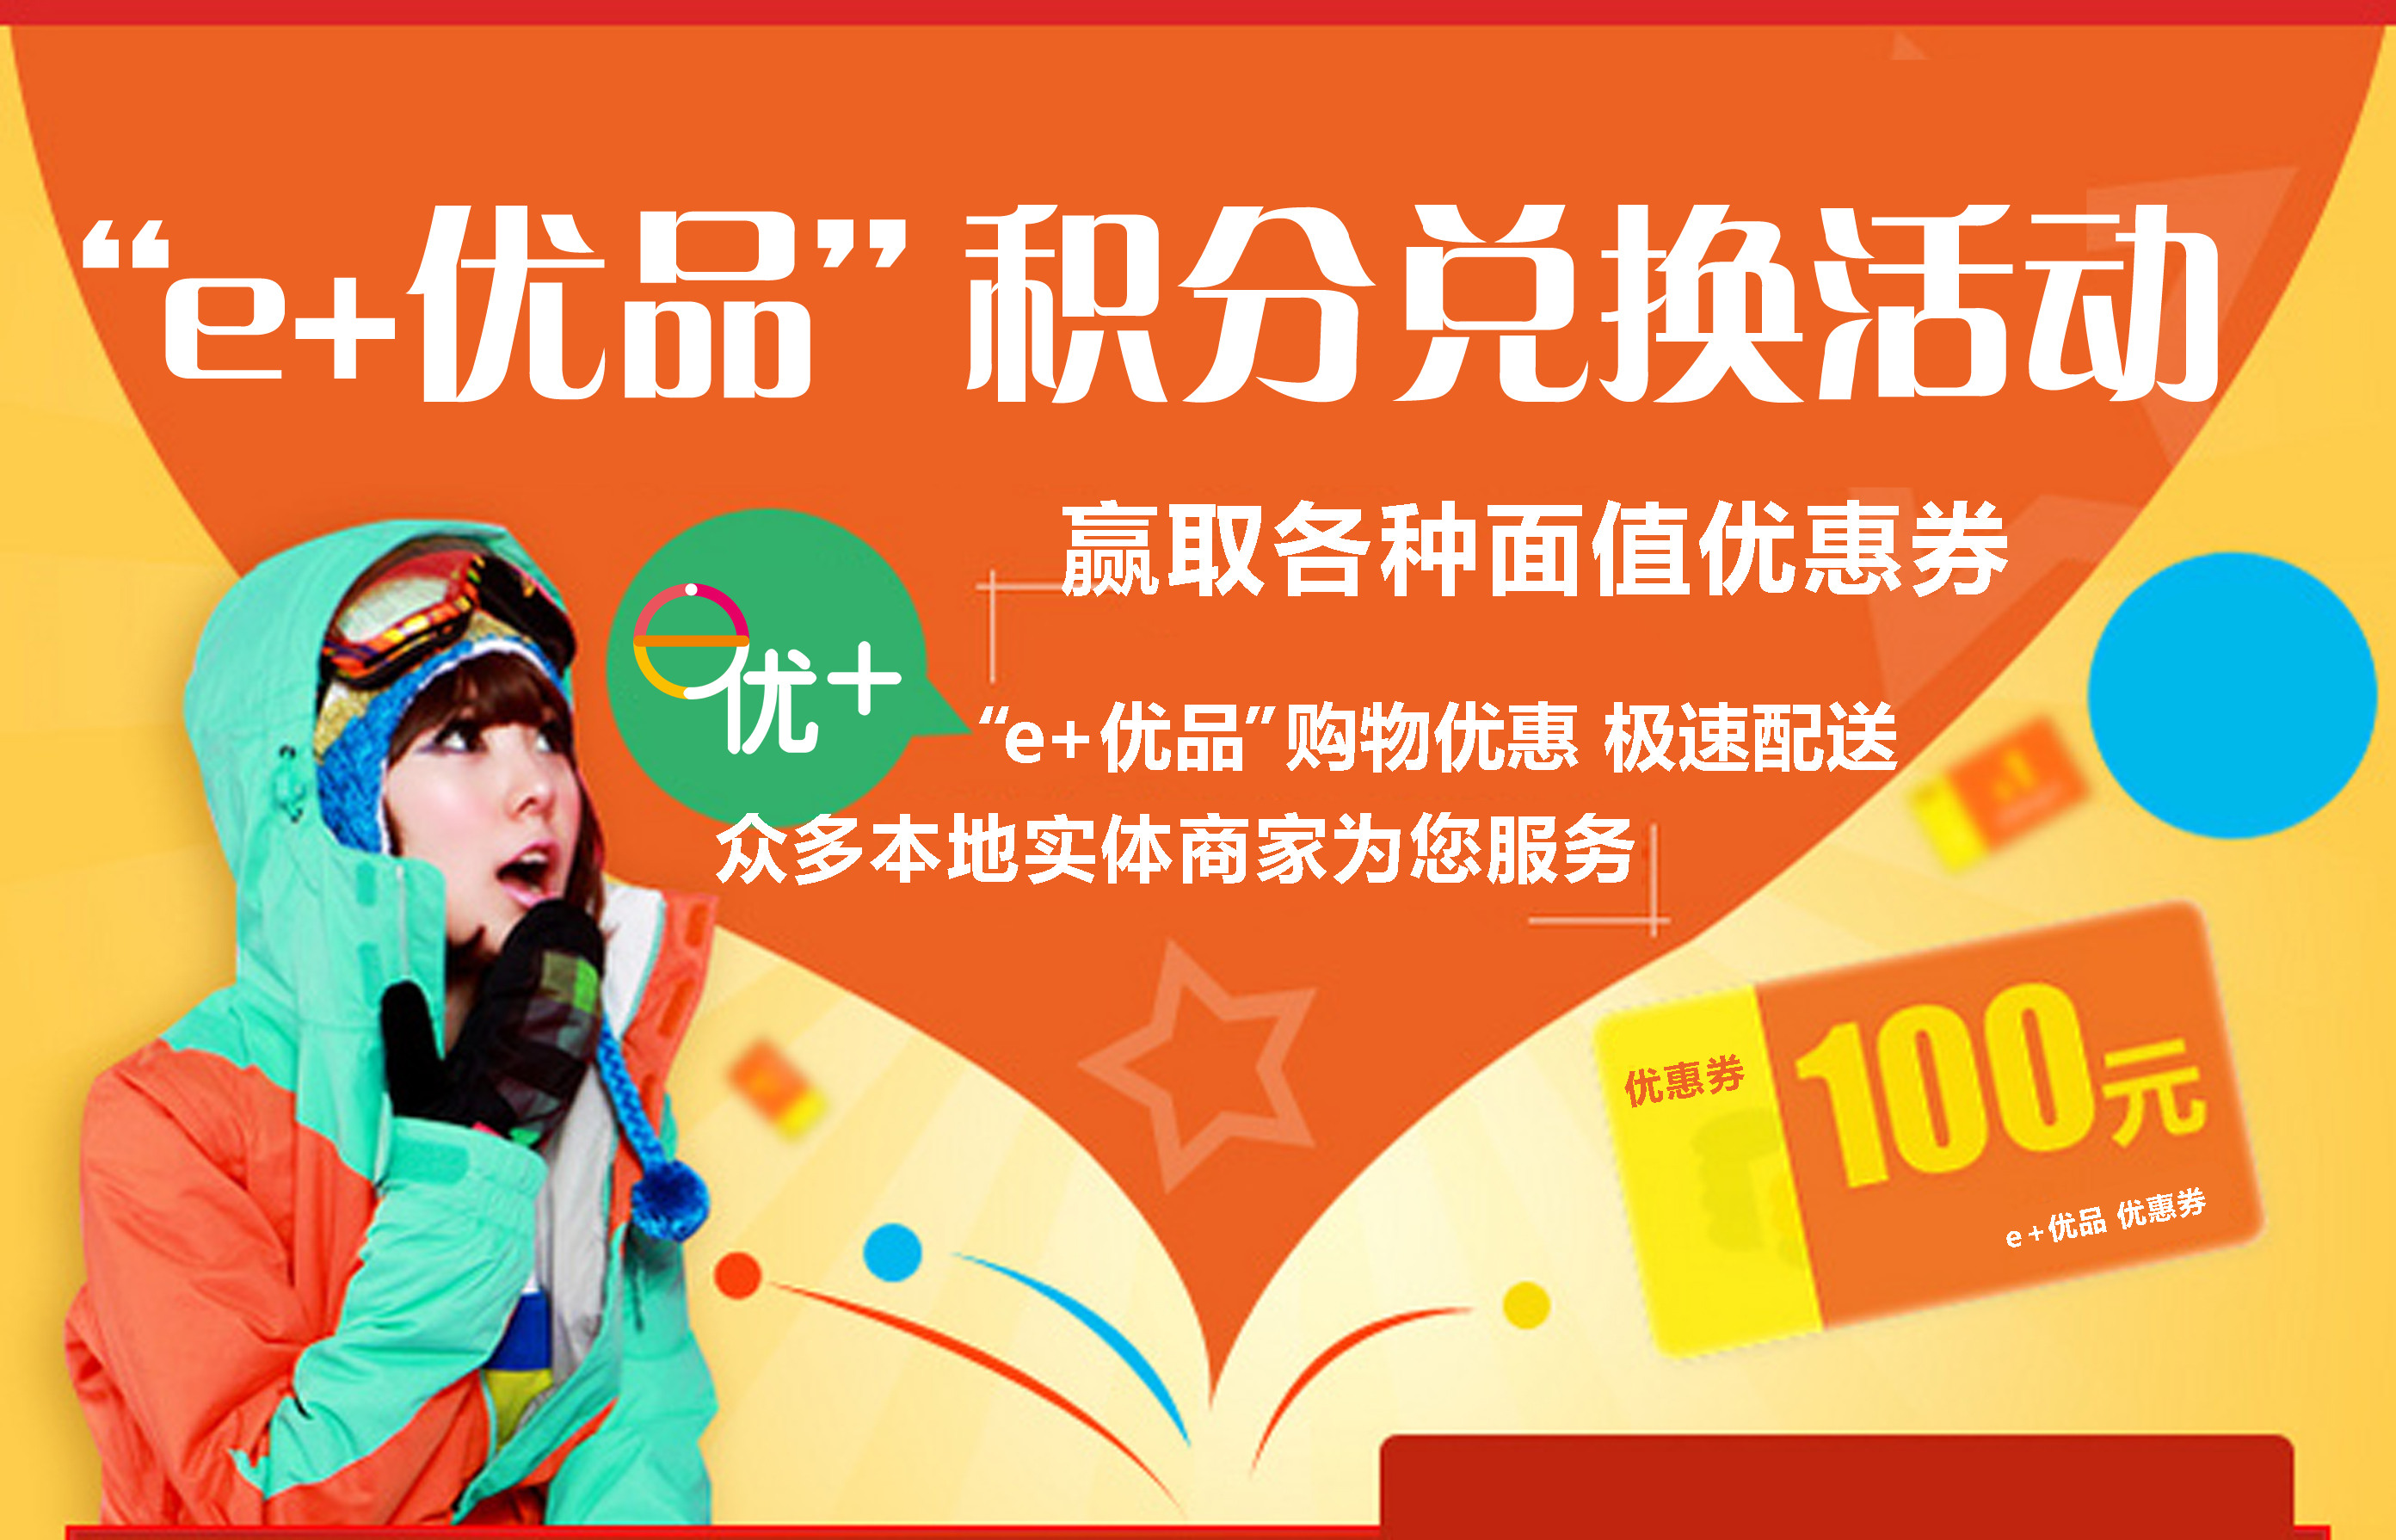 “e+优品”积分兑换活动
赢取各种面值优惠券
e优+
“e+优品”购物优惠 极速配送
众多本地实体商家为您服务
优惠券
100元
e+优品 优惠券